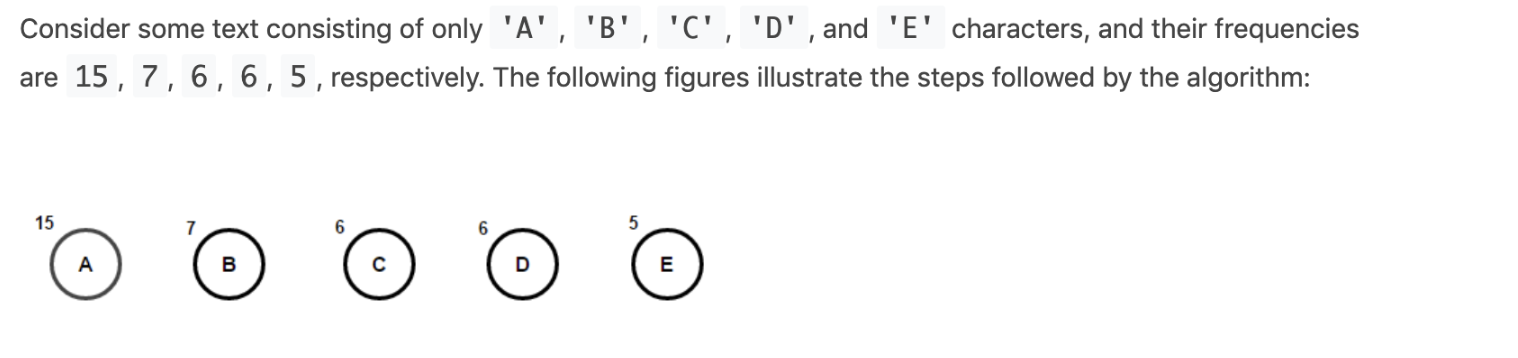 Consider some text consisting of only 'A', 'B', 'C', 'D', and 'E' characters, and their frequencies
are 15, 7, 6, 6, 5, respectively. The following figures illustrate the steps followed by the algorithm:
15 7 6 6 5
A B C D E